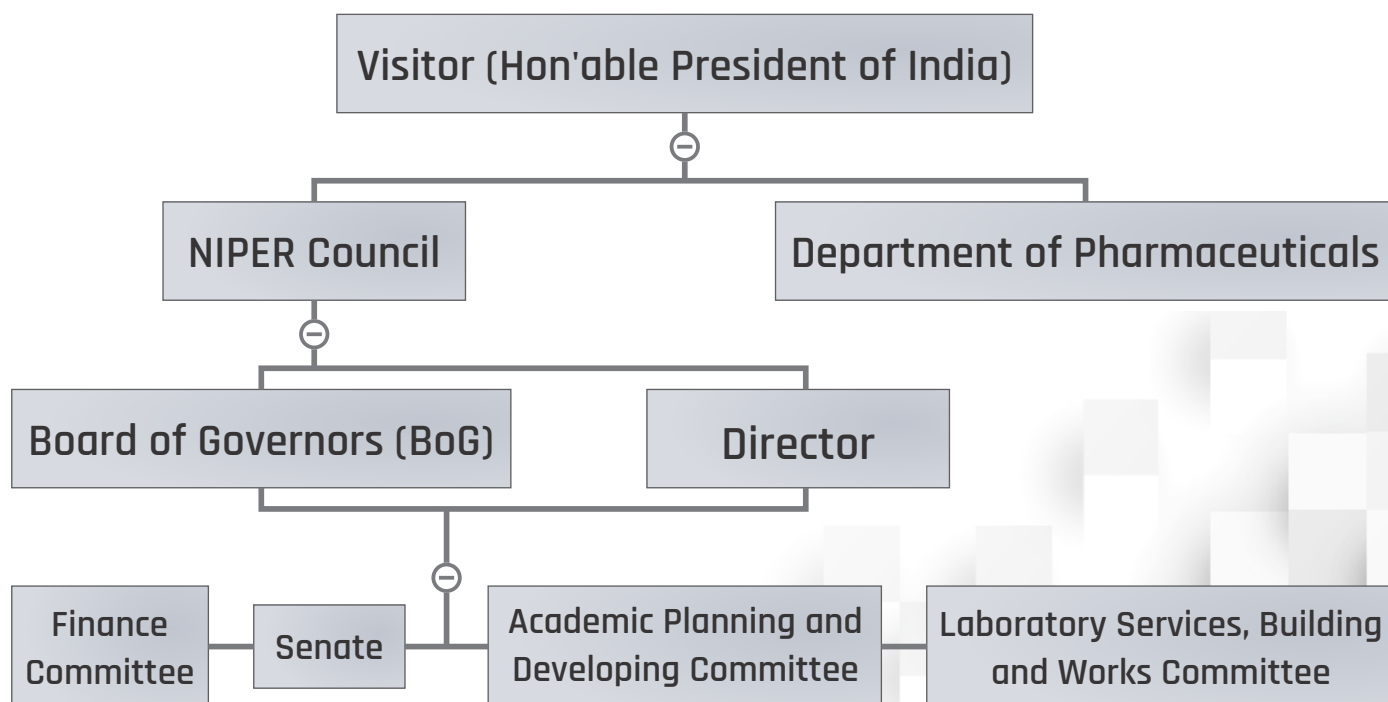 Visitor (Hon'able President of India)
NIPER Council
Department of Pharmaceuticals
Board of Governors (BoG)
Director
Finance
Committee
Senate
Academic Planning and
Developing Committee
Laboratory Services, Building
and Works Committee